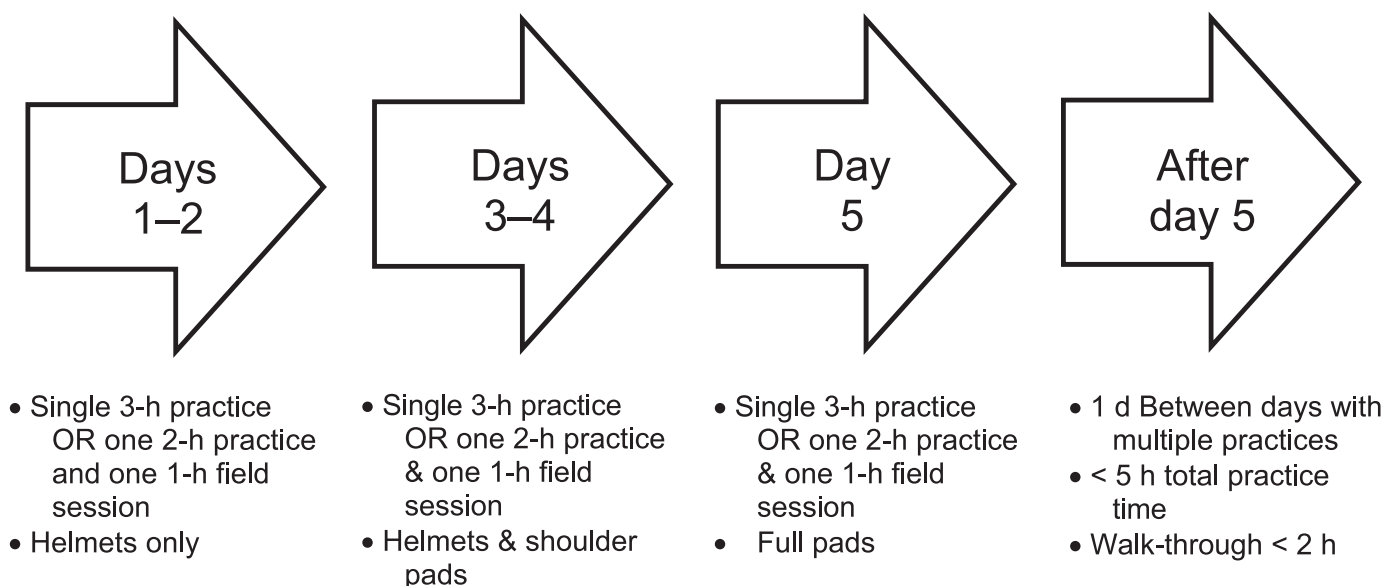 Days
1–2
Days
3–4
Day
5
After
day 5
• Single 3-h practice
OR one 2-h practice
and one 1-h field
session
• Helmets only
• Single 3-h practice
OR one 2-h practice
& one 1-h field
session
• Helmets & shoulder
pads
• Single 3-h practice
OR one 2-h practice
& one 1-h field
session
• Full pads
• 1 d Between days with
multiple practices
• < 5 h total practice
time
• Walk-through < 2 h